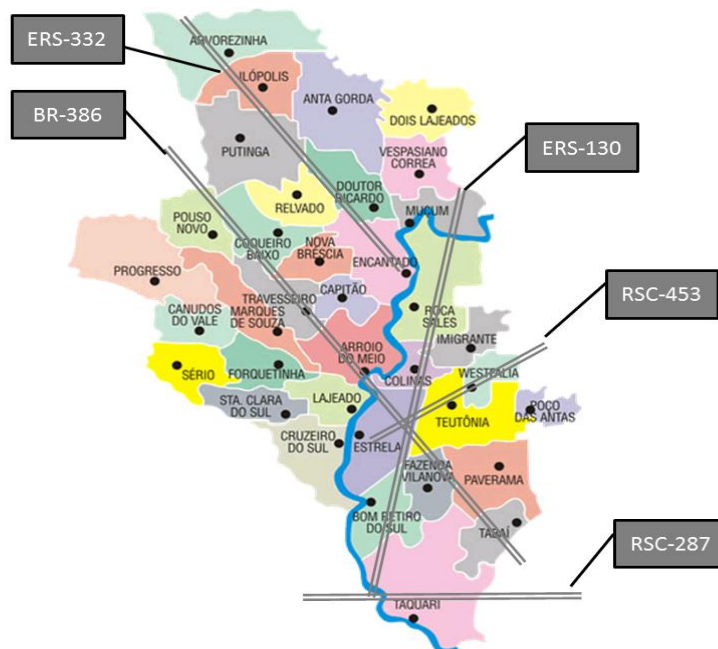 ERS-332
ARVOREZINHA
ILÓPOLIS
BR-386
ANTA GORDA
DOIS LAJEADOS
PUTINGA
VESPASIANO
CORREA
ERS-130
DOUTOR
RICARDO
RELVADO
MUÇUM
POUSO
NOVO
COQUEIRO
BAIXO
NOVA
BRÉSCIA
ENCANTADO
PROGRESSO
CAPITÃO
RSC-453
TRAVESSEIRO
MARQUES
DE SOUZA
ROCA
SALES
CANUDOS
DO VALE
IMIGRANTE
ARROIO
DO MEIO
COLINAS
WESTFALIA
SÉRIO
FORQUETINHA
STA. CLARA
DO SUL
LAJEADO
TEUTÔNIA
POÇO
DAS ANTAS
CRUZEIRO
DO SUL
ESTRELA
FAZENDA
VILANOVA
PAVERAMA
BOM RETIRO
DO SUL
TABAÍ
RSC-287
TAQUARI